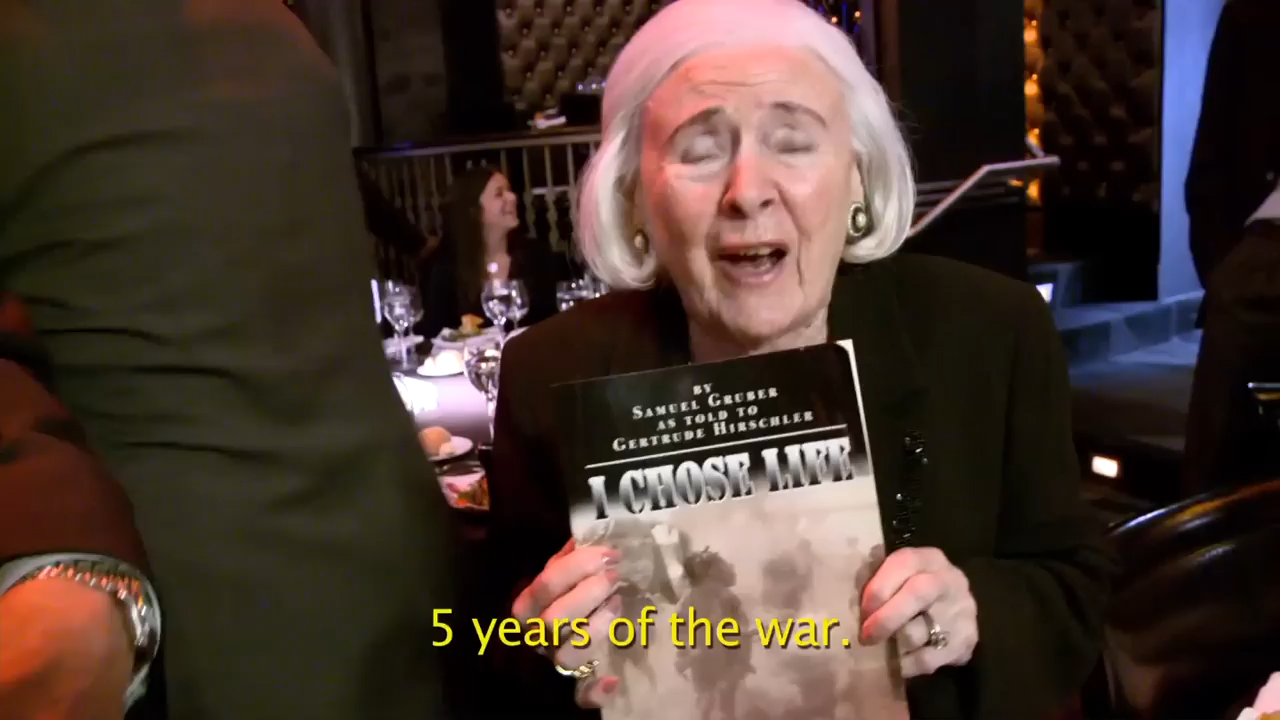 BY
SAMUEL GRUBER
AS TOLD TO
GERTRUDE HIRSCHLER
I CHOSE LIFE
5 years of the war.